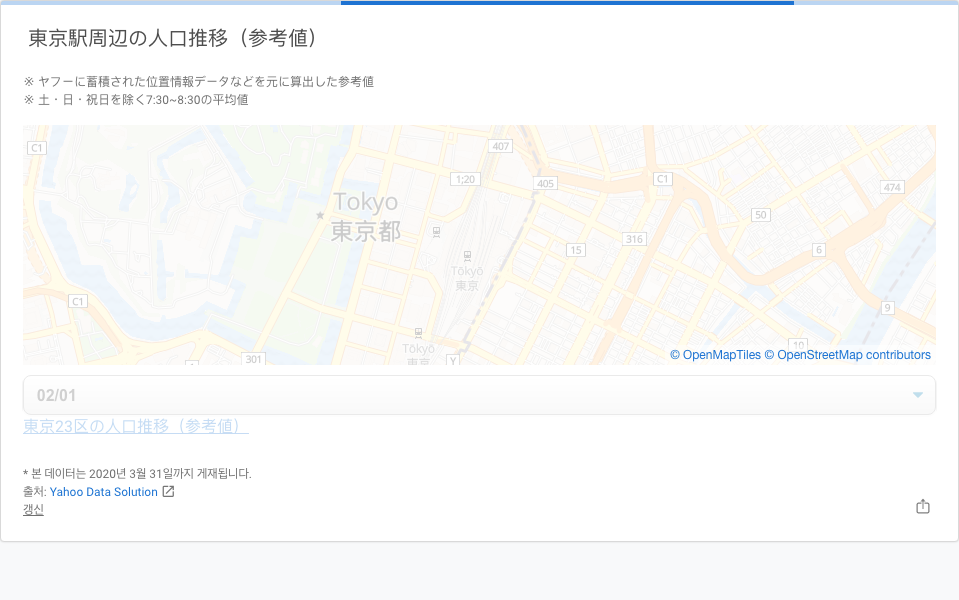 東京駅周辺の人口推移（参考値）
※ ヤフーに蓄積された位置情報データなどを元に算出した参考値
※ 土・日・祝日を除く7:30~8:30の平均値
C1
407
1;20
405
C1
474
Tokyo
東京都
50
316
15
6
Tōkyō
東京
C1
9
301
Tōkyō
東京
Y
10
© OpenMapTiles © OpenStreetMap contributors
02/01
東京23区の人口推移（参考値）
* 본 데이터는 2020년 3월 31일까지 게재됩니다.
출처: Yahoo Data Solution
갱신